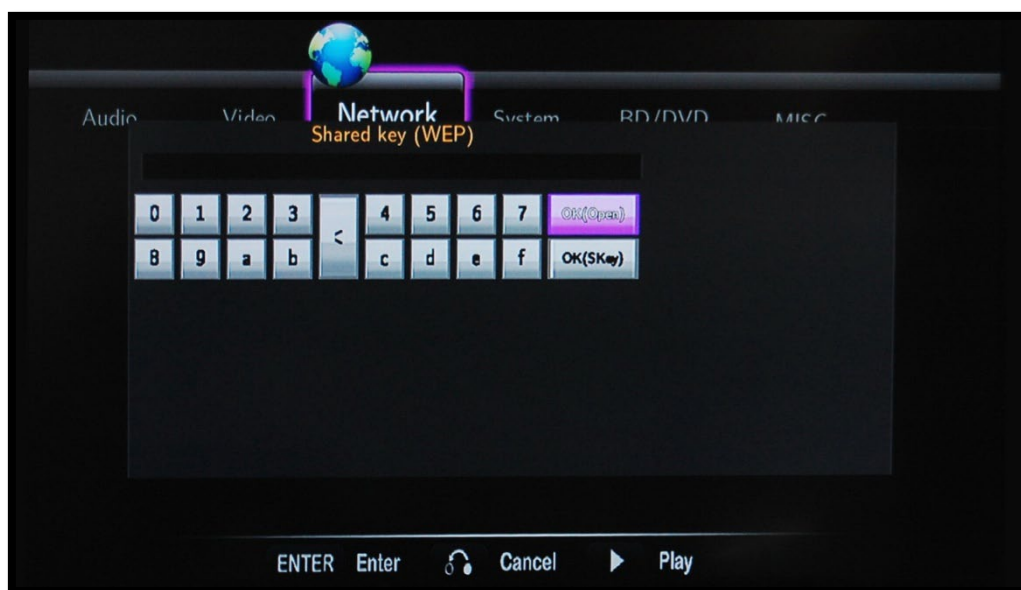 Audio Video Network System BD/DVD MISC
Shared key (WEP)
0 1 2 3 < 4 5 6 7 OK(Open)
8 9 a b c d e f OK(SKey)
ENTER Enter Cancel Play